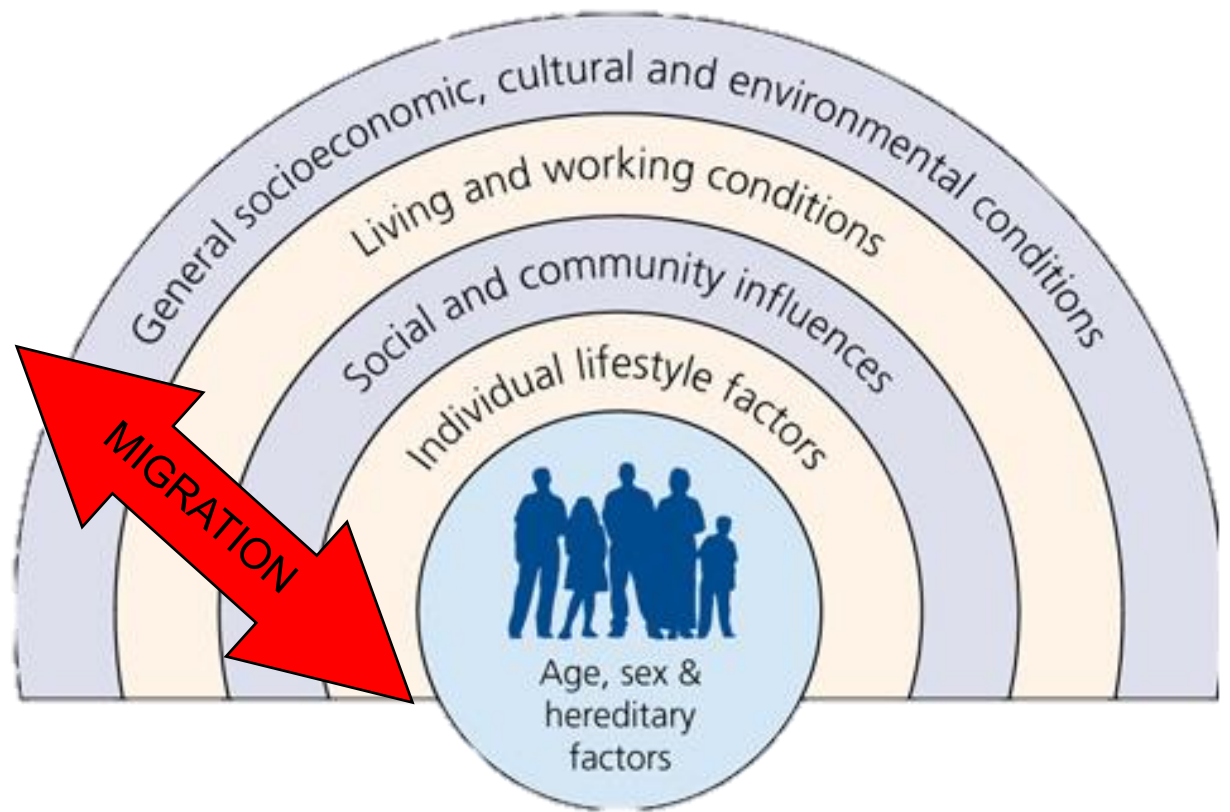 General socioeconomic, cultural and environmental conditions
Living and working conditions
Social and community influences
Individual lifestyle factors
MIGRATION
Age, sex &
hereditary
factors